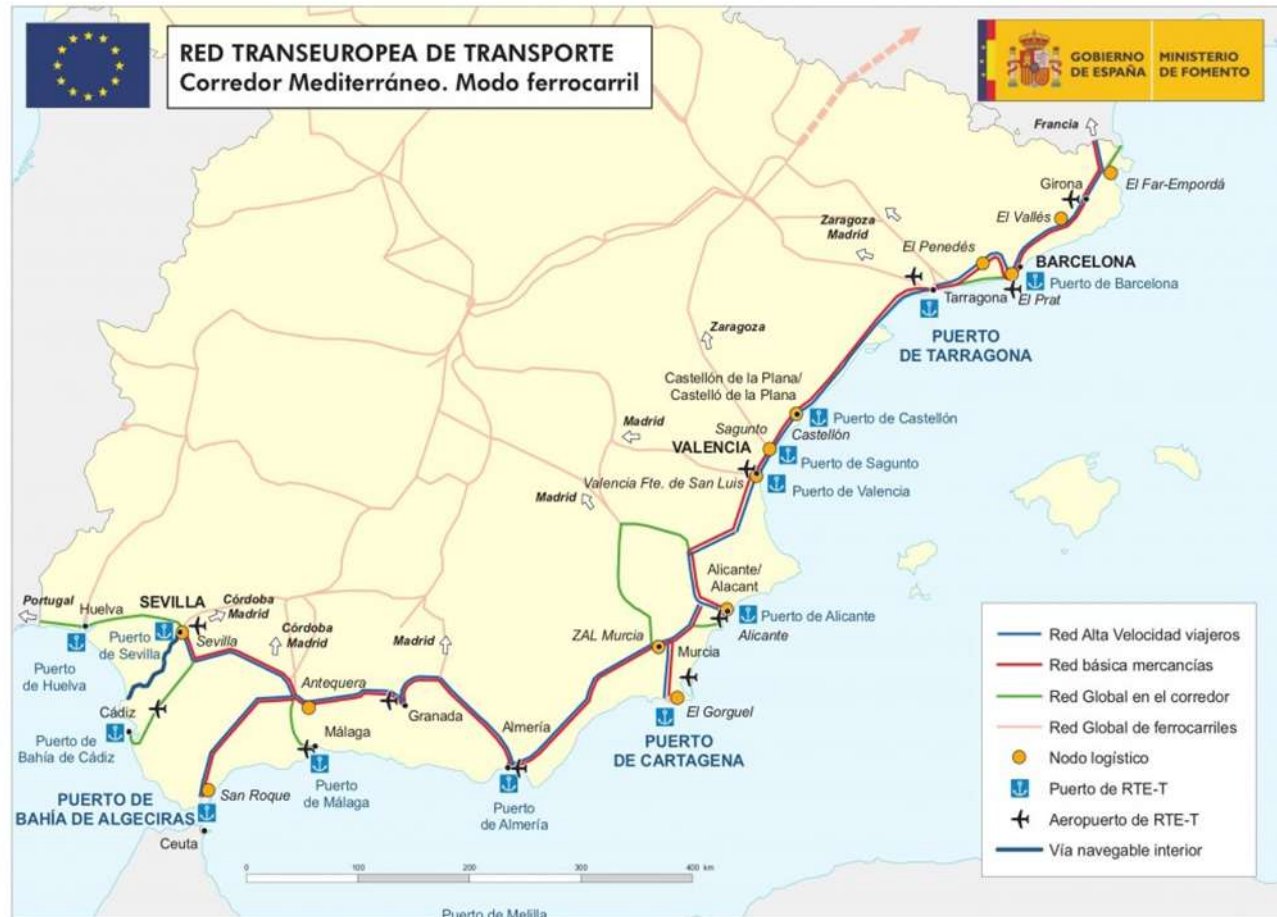 RED TRANSEUROPEA DE TRANSPORTE
Corredor Mediterráneo. Modo ferrocarril
GOBIERNO
DE ESPAÑA
MINISTERIO
DE FOMENTO
Francia
El Far-Empordá
Girona
El Vallés
Zaragoza
Madrid
El Penedés
BARCELONA
Puerto de Barcelona
El Prat
Tarragona
PUERTO
DE TARRAGONA
Zaragoza
Castellón de la Plana/
Castelló de la Plana
Puerto de Castellón
Castellón
Sagunto
Madrid
VALENCIA
Puerto de Sagunto
Valencia Fte. de San Luis
Puerto de Valencia
Madrid
Alicante/
Alacant
Puerto de Alicante
Alicante
ZAL Murcia
Murcia
El Gorguel
PUERTO
DE CARTAGENA
Portugal
Huelva
SEVILLA
Córdoba
Madrid
Puerto
de Sevilla
Sevilla
Córdoba
Madrid
Madrid
Puerto
de Huelva
Antequera
Granada
Almería
Cádiz
Málaga
Puerto de
Bahía de Cádiz
Puerto
de Málaga
Puerto
de Almería
San Roque
PUERTO DE
BAHÍA DE ALGECIRAS
Ceuta
0 100 200 300 400 km
Puerto de Melilla
Red Alta Velocidad viajeros
Red básica mercancías
Red Global en el corredor
Red Global de ferrocarriles
Nodo logístico
Puerto de RTE-T
Aeropuerto de RTE-T
Vía navegable interior